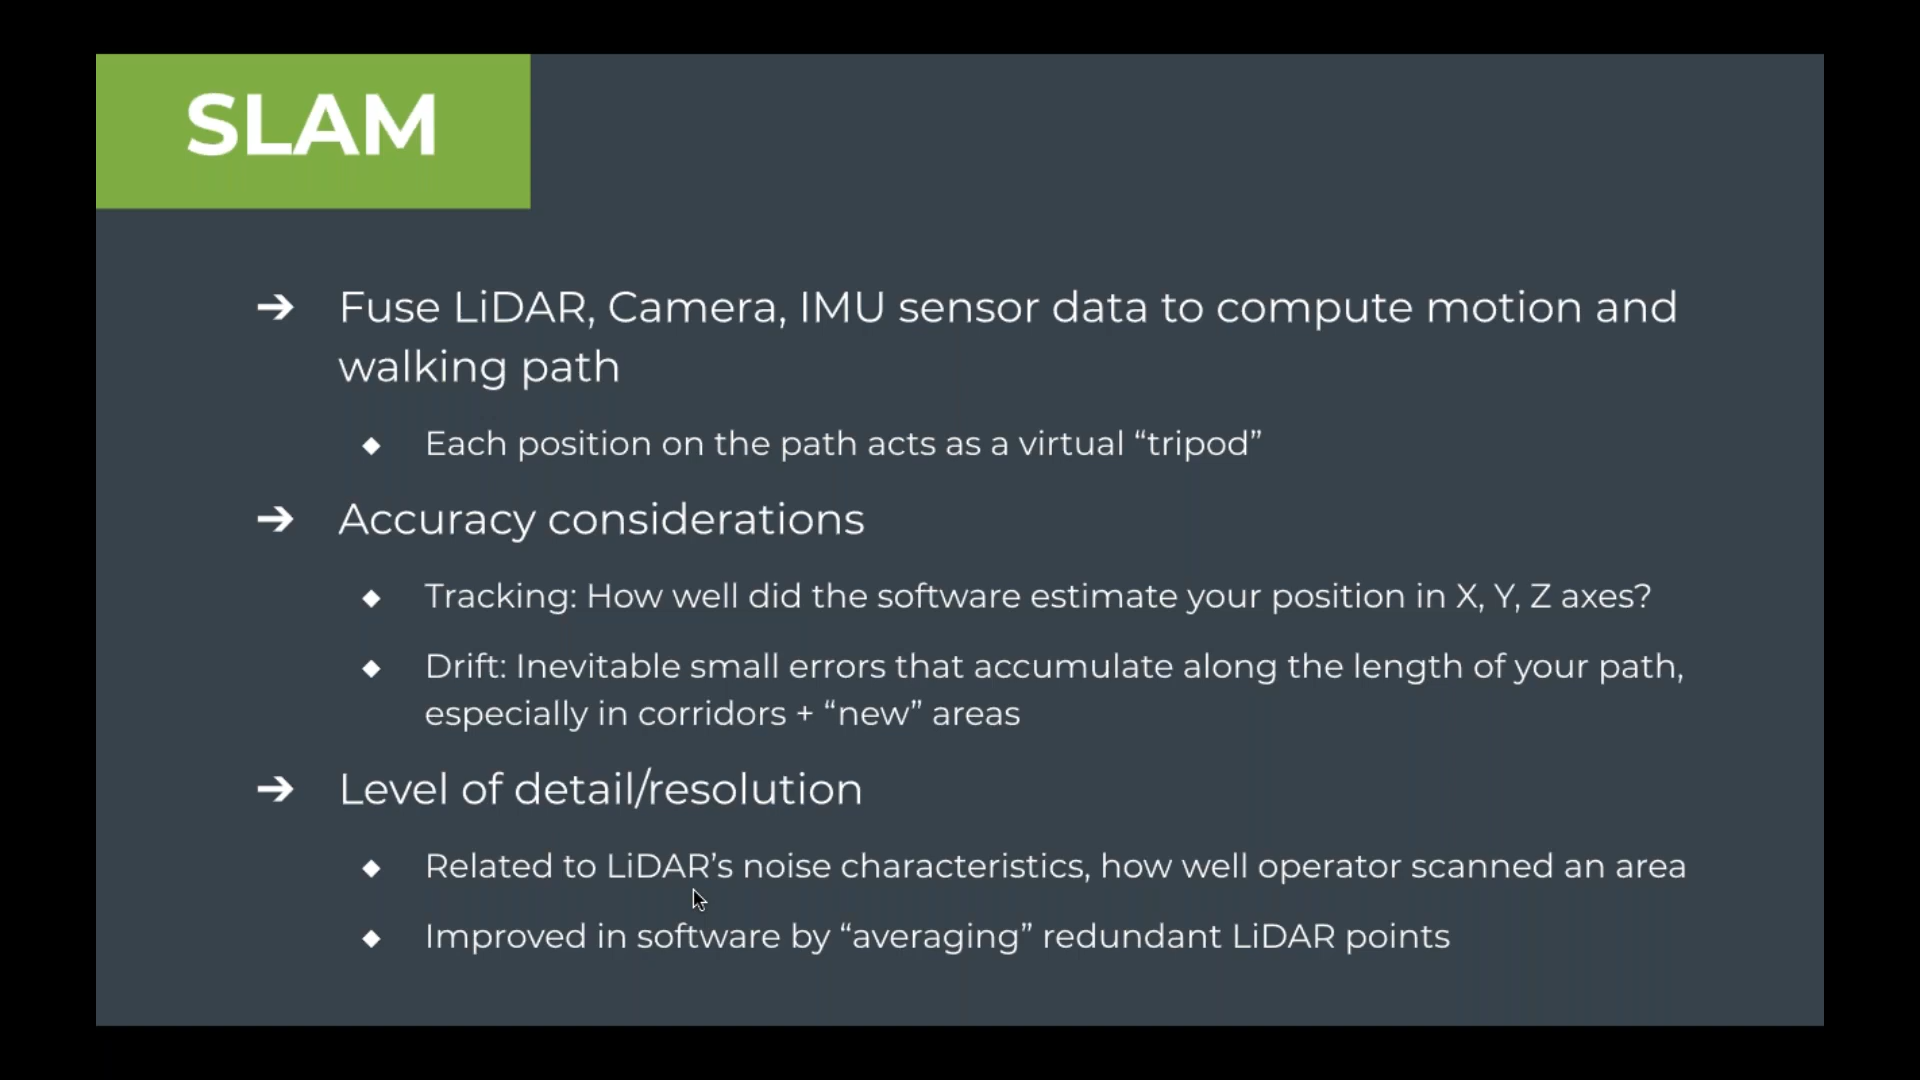 SLAM
➔ Fuse LiDAR, Camera, IMU sensor data to compute motion and
walking path
◆ Each position on the path acts as a virtual “tripod”
➔ Accuracy considerations
◆ Tracking: How well did the software estimate your position in X, Y, Z axes?
◆ Drift: Inevitable small errors that accumulate along the length of your path,
especially in corridors + “new” areas
➔ Level of detail/resolution
◆ Related to LiDAR’s noise characteristics, how well operator scanned an area
◆ Improved in software by “averaging” redundant LiDAR points